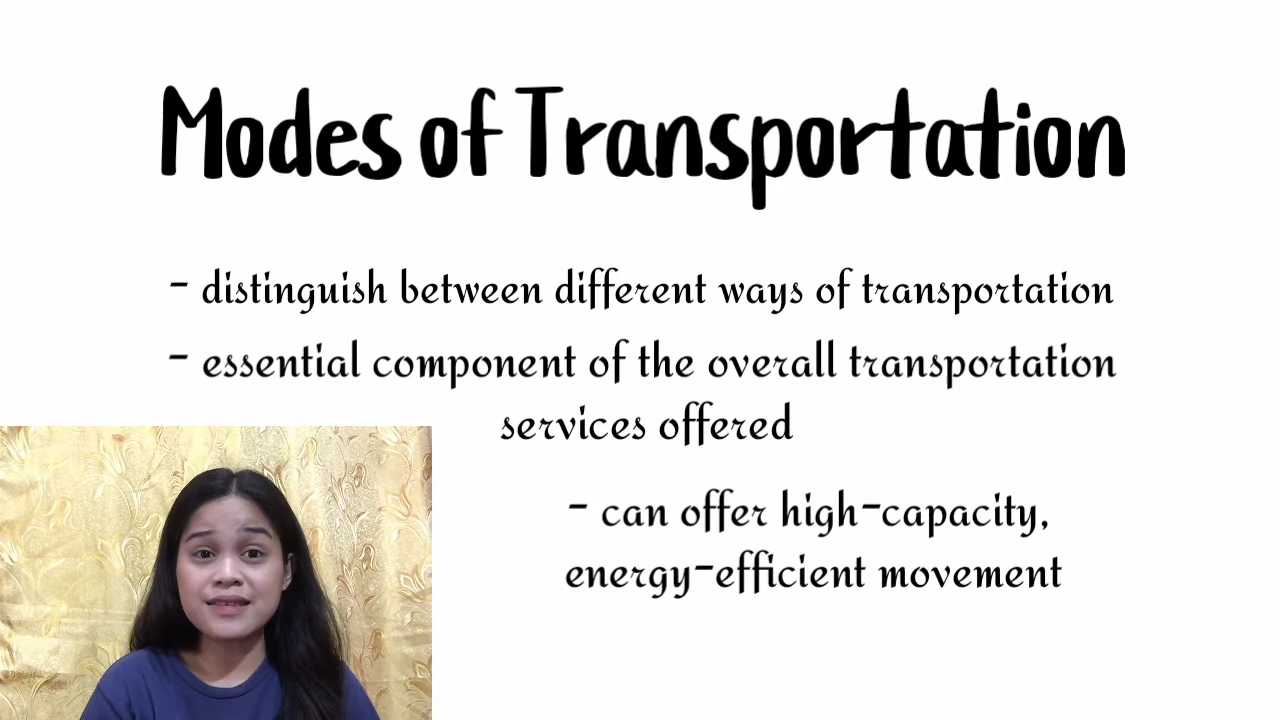 Modes of Transportation
- distinguish between different ways of transportation
- essential component of the overall transportation
services offered
- can offer high-capacity,
energy-efficient movement